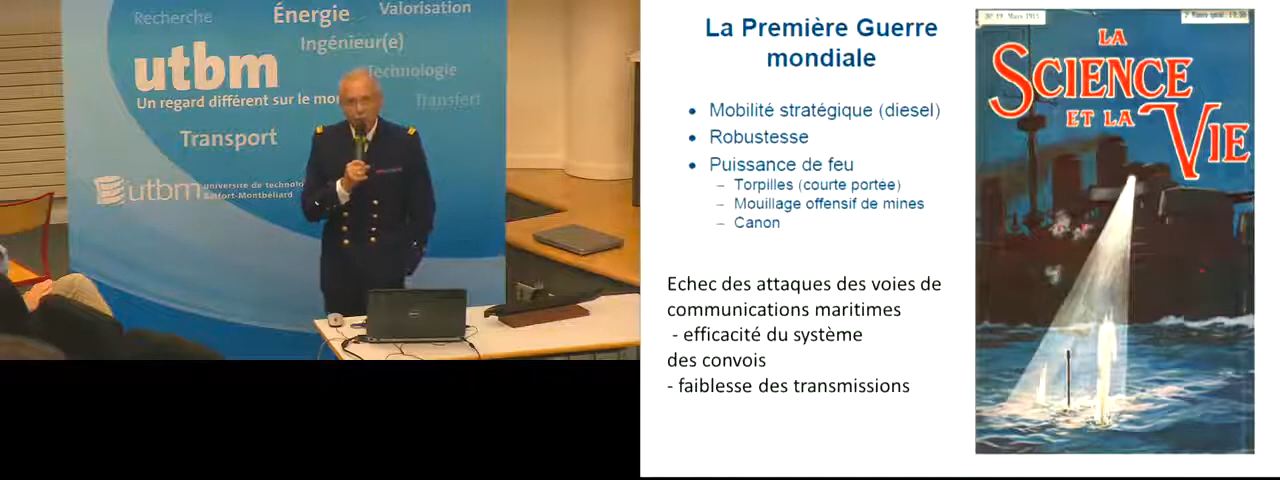 Recherche
Énergie
Valorisation
Ingénieur(e)
utbm
Technologie
Un regard différent sur le mo
Transfert
Transport
utbm
université de technolo
Belfort-Montbéliard
La Première Guerre
mondiale
• Mobilité stratégique (diesel)
• Robustesse
• Puissance de feu
– Torpilles (courte portée)
– Mouillage offensif de mines
– Canon
Echec des attaques des voies de
communications maritimes
- efficacité du système
des convois
- faiblesse des transmissions
LA
SCIENCE
ET LA
VIE